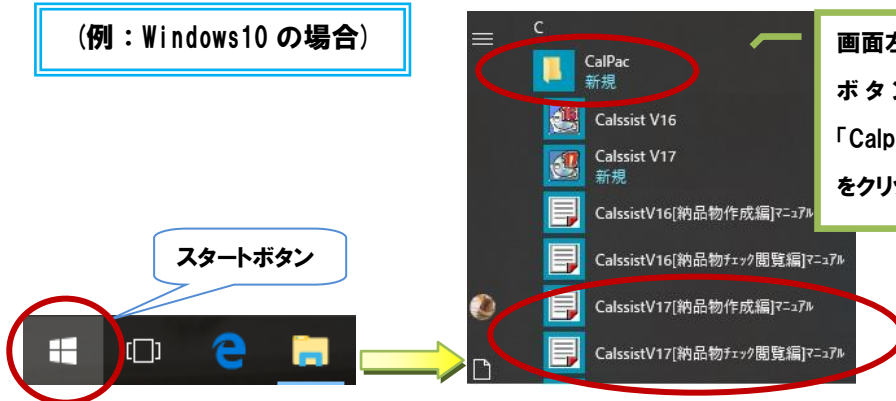 (例：Windows10 の場合)
スタートボタン
C
CalPac
新規
Calssist V16
Calssist V17
新規
CalssistV16[納品物作成編]ﾏﾆｭｱﾙ
CalssistV16[納品物ﾁｪｯｸ閲覧編]ﾏﾆｭｱﾙ
CalssistV17[納品物作成編]ﾏﾆｭｱﾙ
CalssistV17[納品物ﾁｪｯｸ閲覧編]ﾏﾆｭｱﾙ
画面左
ボタン
「Calp
をクリ